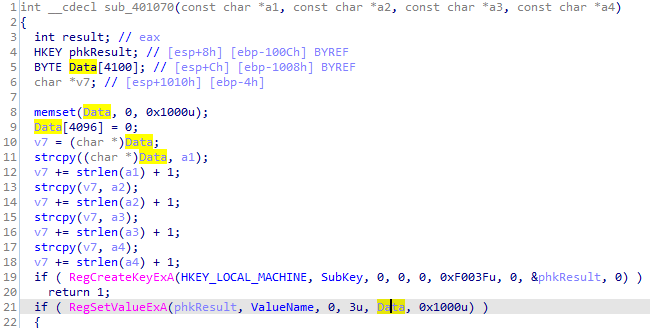 1 int __cdecl sub_401070(const char *a1, const char *a2, const char *a3, const char *a4)
2 {
3 int result; // eax
4 HKEY phkResult; // [esp+8h] [ebp-100Ch] BYREF
5 BYTE Data[4100]; // [esp+Ch] [ebp-1008h] BYREF
6 char *v7; // [esp+1010h] [ebp-4h]
7
8 memset(Data, 0, 0x1000u);
9 Data[4096] = 0;
10 v7 = (char *)Data;
11 strcpy((char *)Data, a1);
12 v7 += strlen(a1) + 1;
13 strcpy(v7, a2);
14 v7 += strlen(a2) + 1;
15 strcpy(v7, a3);
16 v7 += strlen(a3) + 1;
17 strcpy(v7, a4);
18 v7 += strlen(a4) + 1;
19 if ( RegCreateKeyExA(HKEY_LOCAL_MACHINE, SubKey, 0, 0, 0, 0xF003Fu, 0, &phkResult, 0) )
20 return 1;
21 if ( RegSetValueExA(phkResult, ValueName, 0, 3u, Data, 0x1000u) )
22 {